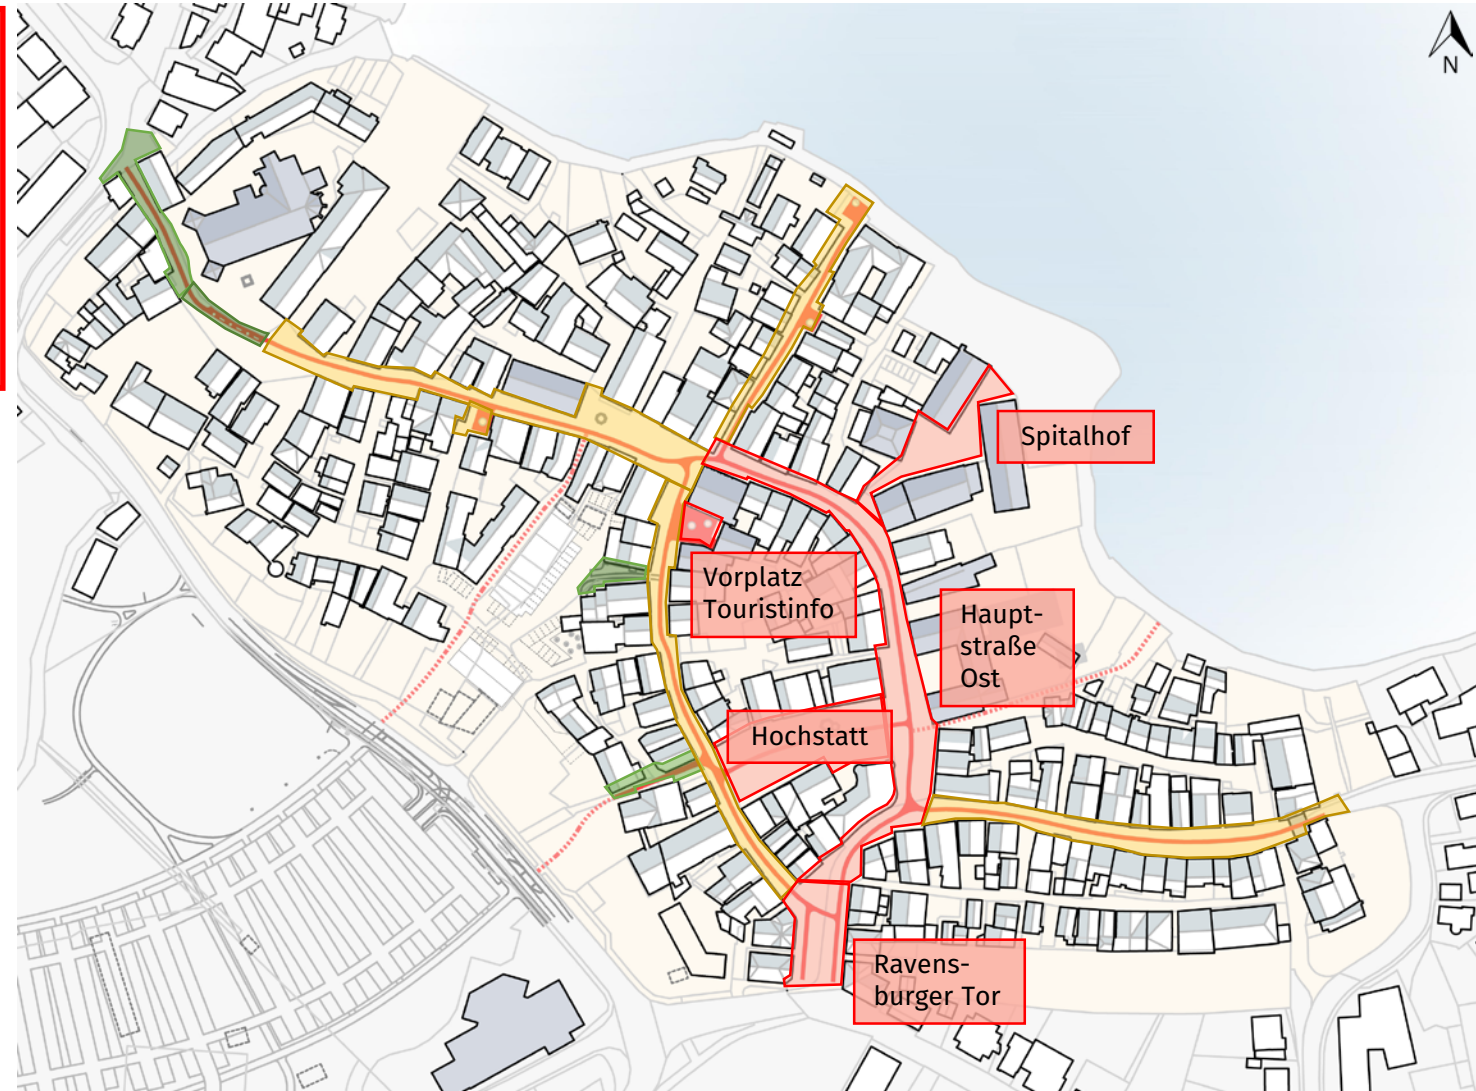 N
Spitalhof
Vorplatz
Touristinfo
Haupt-
straße
Ost
Hochstatt
Ravens-
burger Tor